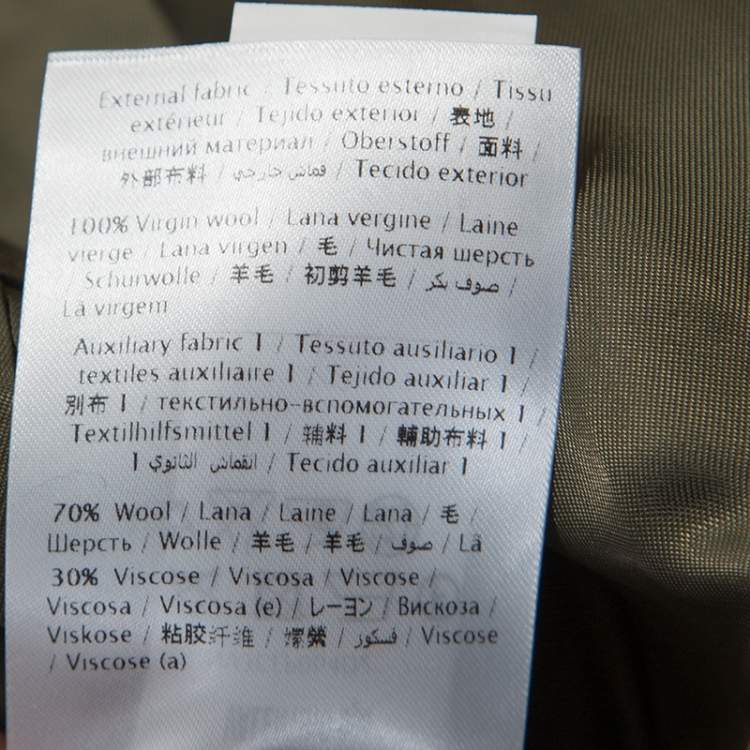 External fabric / Tessuto esterno / Tissu
extérieur / Tejido exterior / 表地 /
внешний материал / Oberstoff / 面料 /
外部布料 / قماش خارجي / Tecido exterior
100% Virgin wool / Lana vergine / Laine
vierge / Lana virgen / 毛 / Чистая шерсть
Schurwolle / 羊毛 / 初剪羊毛 / صوف بكر /
Lã virgem
Auxiliary fabric 1 / Tessuto ausiliario 1 /
textiles auxiliaire 1 / Tejido auxiliar 1 /
別布 1 / текстильно-вспомогательных 1 /
Textilhilfsmittel 1 / 辅料 1 / 輔助布料 1 /
انقماش الثانوي 1 / Tecido auxiliar 1
70% Wool / Lana / Laine / Lana / 毛 /
Шерсть / Wolle / 羊毛 / 羊毛 / صوف / Lã
30% Viscose / Viscosa / Viscose /
Viscosa / Viscosa (e) / レーヨン / Вискоза /
Viskose / 粘胶纤维 / 嫘縈 / فسكوز / Viscose
/ Viscose (a)